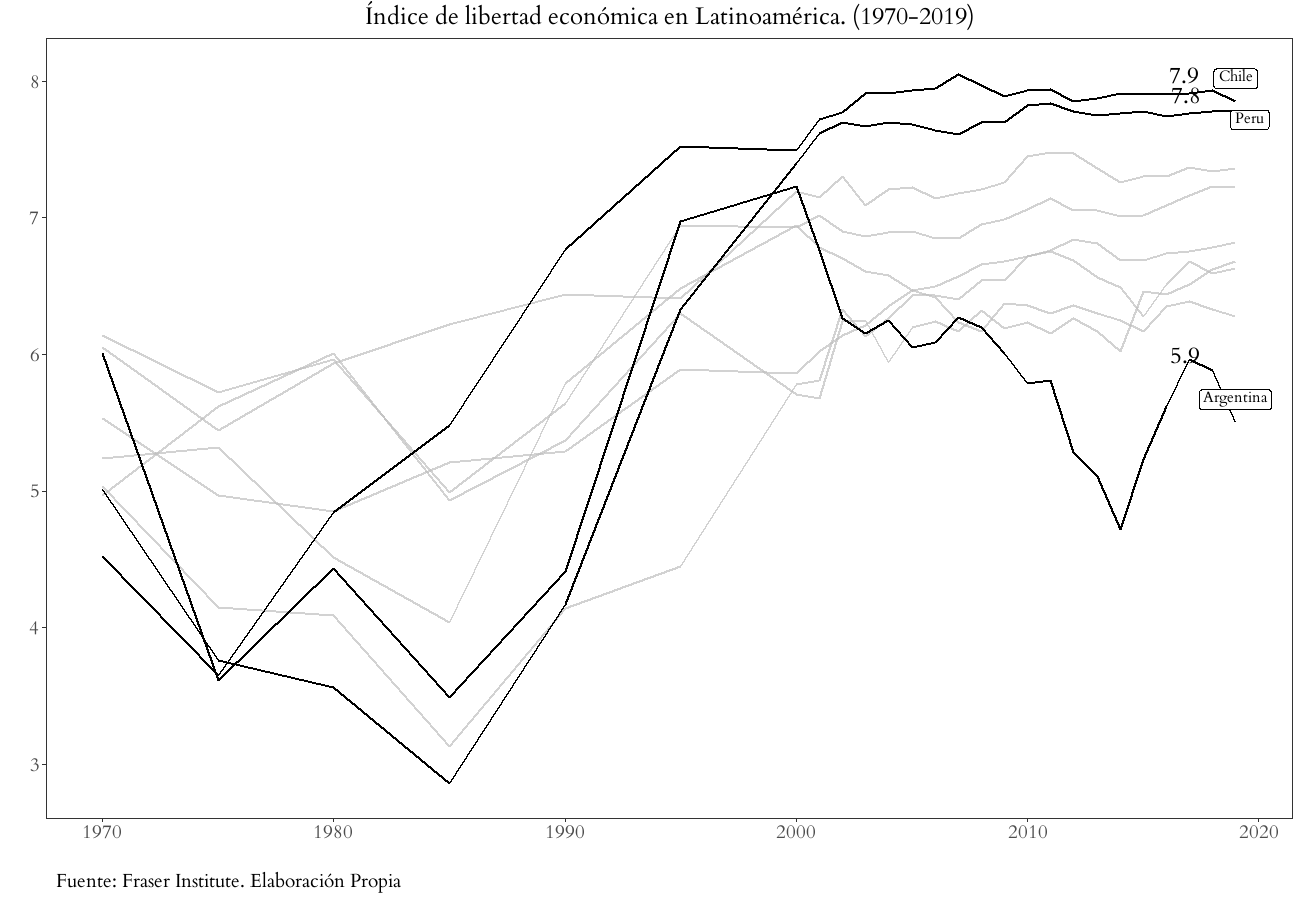 Índice de libertad económica en Latinoamérica. (1970-2019)
8
7.9
Chile
7.8
Peru
7
6
5.9
Argentina
5
4
3
1970 1980 1990 2000 2010 2020
Fuente: Fraser Institute. Elaboración Propia